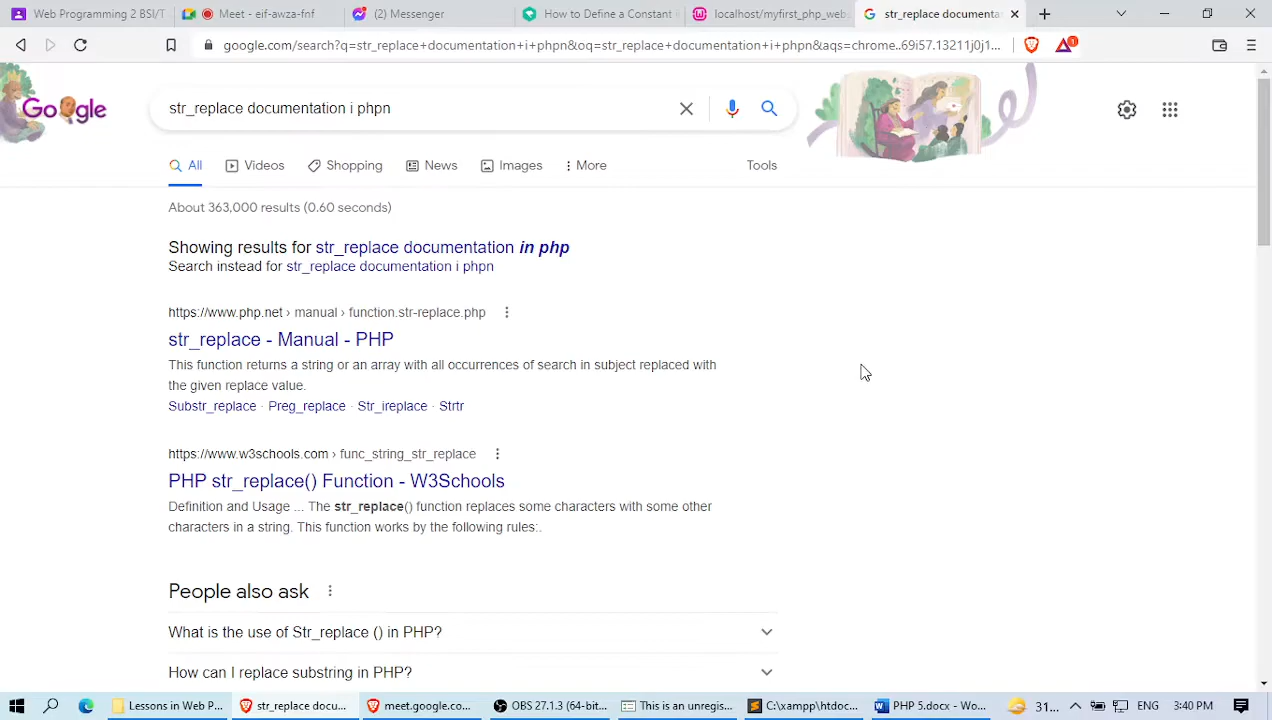 Web Programming 2 BSI/T
Meet - eif-awza-fnf
(2) Messenger
How to Define a Constant
localhost/myfirst_php_webs
str_replace documenta
google.com/search?q=str_replace+documentation+i+phpn&oq=str_replace+documentation+i+phpn&aqs=chrome..69i57.13211j0j1...
1
Google
str_replace documentation i phpn
All
Videos
Shopping
News
Images
More
Tools
About 363,000 results (0.60 seconds)
Showing results for str_replace documentation in php
Search instead for str_replace documentation i phpn
https://www.php.net › manual › function.str-replace.php
str_replace - Manual - PHP
This function returns a string or an array with all occurrences of search in subject replaced with
the given replace value.
Substr_replace · Preg_replace · Str_ireplace · Strtr
https://www.w3schools.com › func_string_str_replace
PHP str_replace() Function - W3Schools
Definition and Usage ... The str_replace() function replaces some characters with some other
characters in a string. This function works by the following rules:.
People also ask
What is the use of Str_replace () in PHP?
How can I replace substring in PHP?
Lessons in Web P...
str_replace docu...
meet.google.co...
OBS 27.1.3 (64-bit...
This is an unregis...
C:\xampp\htdoc...
PHP 5.docx - Wo...
31...
ENG
3:40 PM